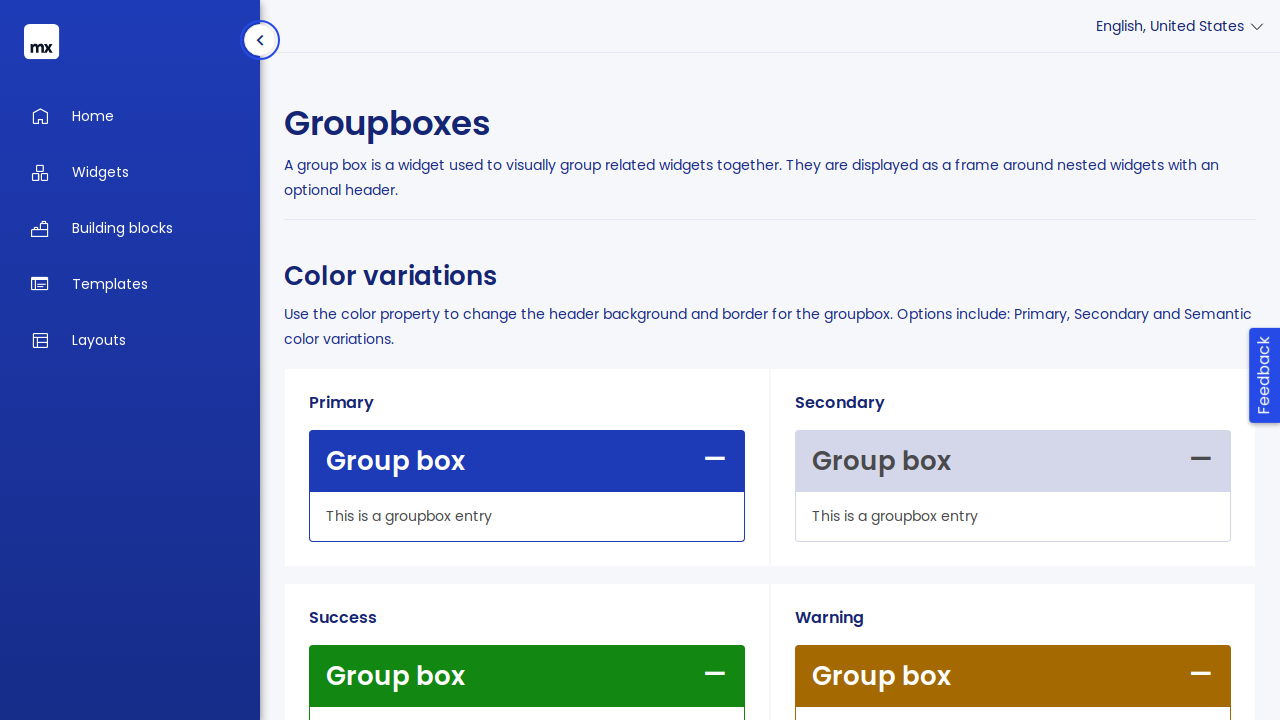 mx
English, United States
Home
Widgets
Building blocks
Templates
Layouts
Groupboxes
A group box is a widget used to visually group related widgets together. They are displayed as a frame around nested widgets with an
optional header.
Color variations
Use the color property to change the header background and border for the groupbox. Options include: Primary, Secondary and Semantic
color variations.
Feedback
Primary
Group box
This is a groupbox entry
Secondary
Group box
This is a groupbox entry
Success
Group box
Warning
Group box